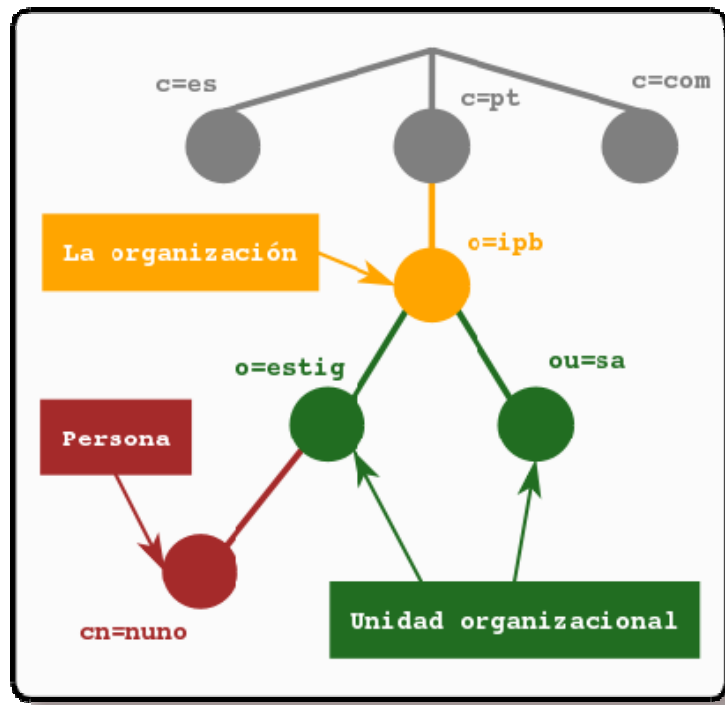 c=es
c=pt
c=com
La organización
o=ipb
o=estig
ou=sa
Persona
Unidad organizacional
cn=nuno